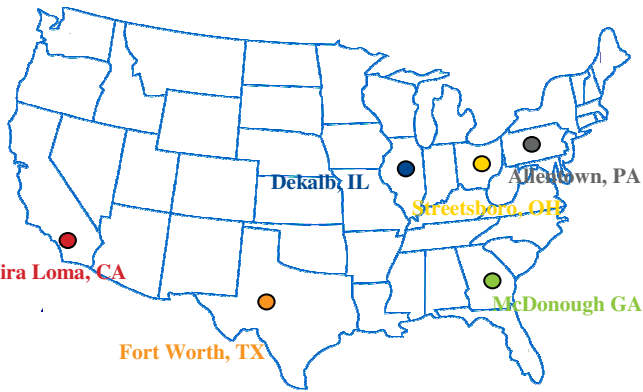 Dekalb, IL
Allentown, PA
Streetsboro, OH
ira Loma, CA
McDonough GA
Fort Worth, TX